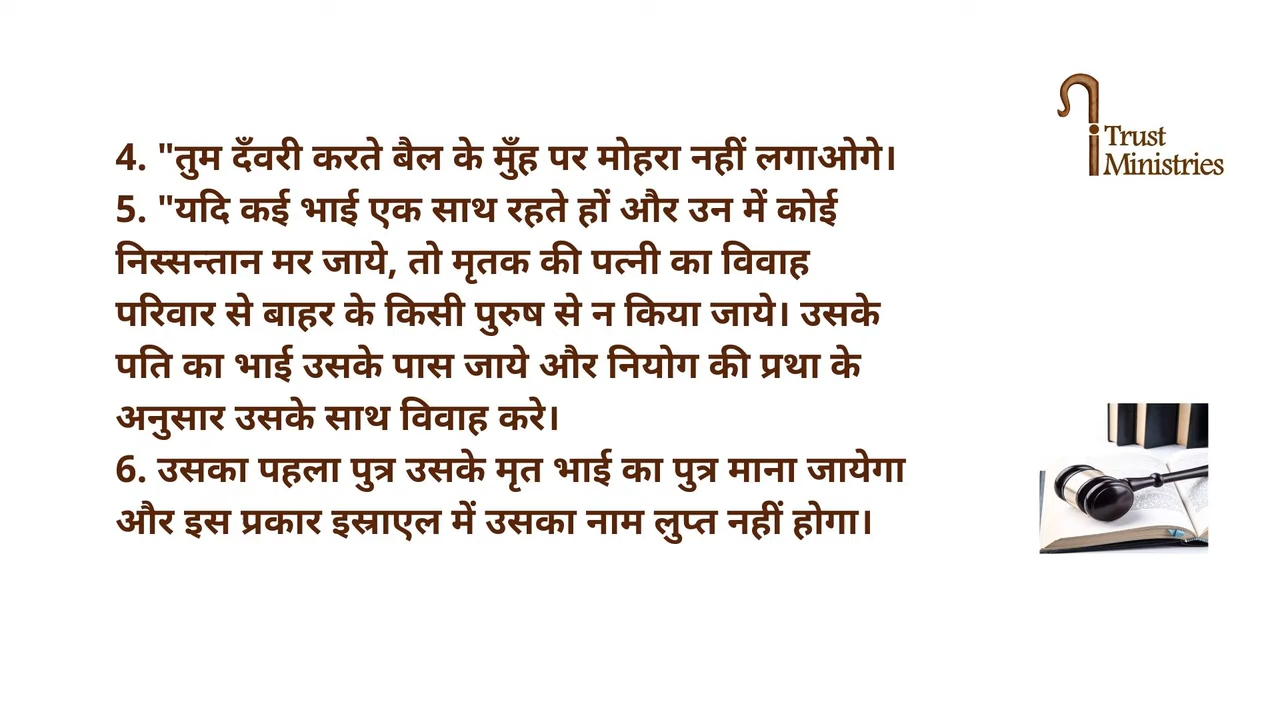 4. "तुम दँवरी करते बैल के मुँह पर मोहरा नहीं लगाओगे।
5. "यदि कई भाई एक साथ रहते हों और उन में कोई
निस्सन्तान मर जाये, तो मृतक की पत्नी का विवाह
परिवार से बाहर के किसी पुरुष से न किया जाये। उसके
पति का भाई उसके पास जाये और नियोग की प्रथा के
अनुसार उसके साथ विवाह करे।
6. उसका पहला पुत्र उसके मृत भाई का पुत्र माना जायेगा
और इस प्रकार इस्राएल में उसका नाम लुप्त नहीं होगा।
i Trust
Ministries